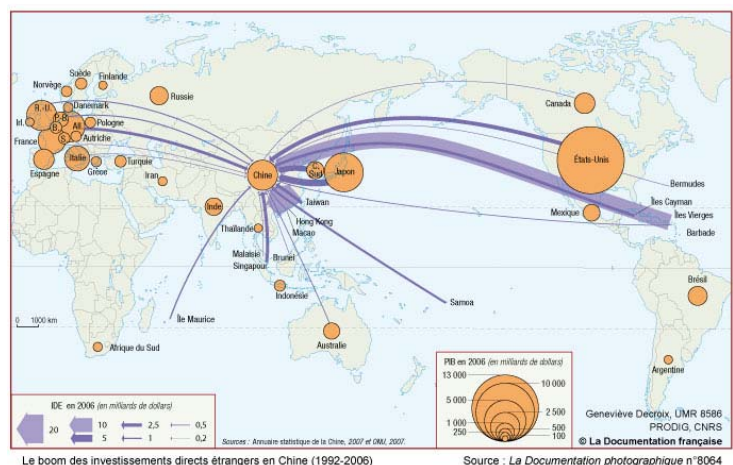 Norvège
Suède
Finlande
Russie
Danemark
R.-U.
P.-B.
Irl.
B.
All.
Pologne
S.
Autriche
France
Espagne
Italie
Grèce
Turquie
Iran
Inde
Chine
C. Sud
Japon
Taiwan
Hong Kong
Macao
Thaïlande
Malaisie
Singapour
Brunei
Indonésie
Île Maurice
Afrique du Sud
Australie
Samoa
Canada
États-Unis
Bermudes
Îles Cayman
Îles Vierges
Mexique
Barbade
Brésil
Argentine
0 1000 km
IDE en 2006 (en milliards de dollars)
20
10
2,5
0,5
5
1
0,2
Sources : Annuaire statistique de la Chine, 2007 et ONU, 2007.
PIB en 2006 (en milliards de dollars)
13 000
10 000
5 000
2 500
1 000
500
250
100
Geneviève Decroix, UMR 8586
PRODIG, CNRS
© La Documentation française
Le boom des investissements directs étrangers en Chine (1992-2006)
Source : La Documentation photographique n°8064